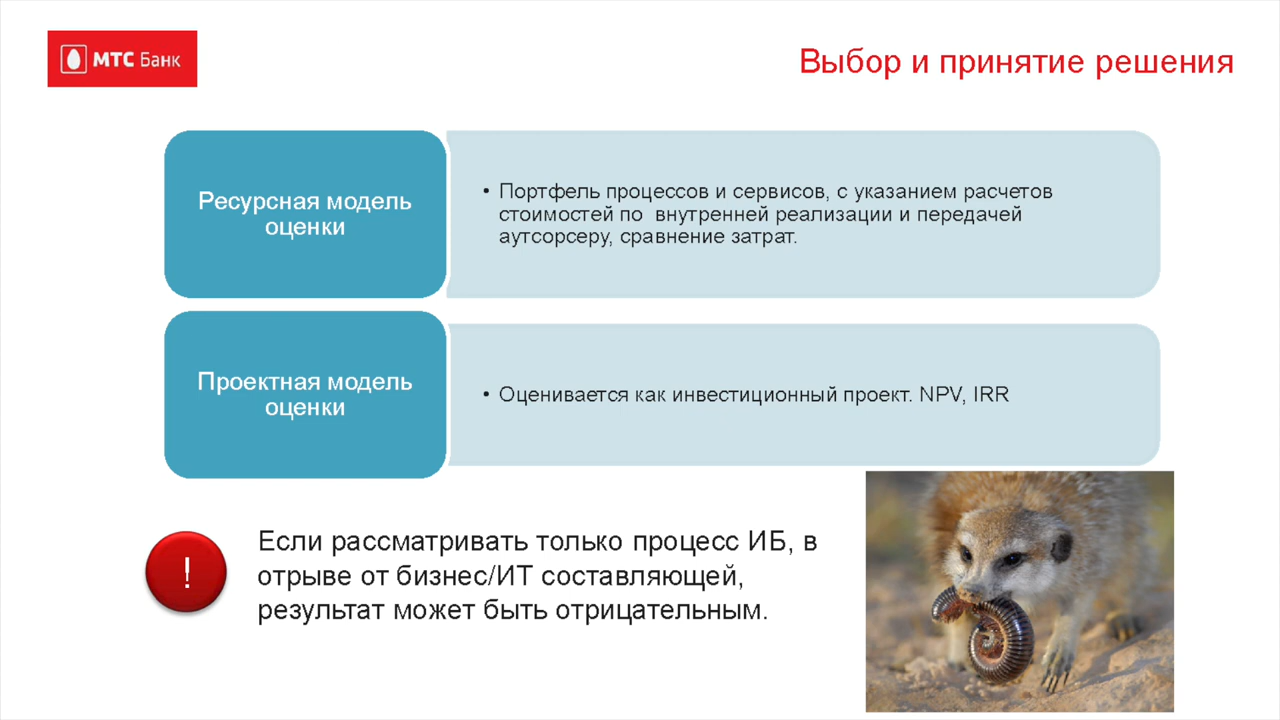 МТС Банк
Выбор и принятие решения
Ресурсная модель
оценки
• Портфель процессов и сервисов, с указанием расчетов
стоимостей по внутренней реализации и передачей
аутсорсеру, сравнение затрат.
Проектная модель
оценки
• Оценивается как инвестиционный проект. NPV, IRR
!
Если рассматривать только процесс ИБ, в
отрыве от бизнес/ИТ составляющей,
результат может быть отрицательным.